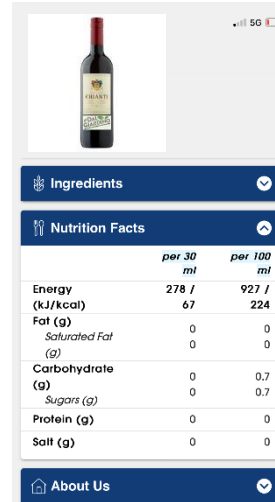 5G
CHIANTI
Ingredients
Nutrition Facts
per 30 ml per 100 ml
Energy (kJ/kcal) 278 / 67 927 / 224
Fat (g) 0 0
Saturated Fat (g) 0 0
Carbohydrate (g) 0 0.7
Sugars (g) 0 0.7
Protein (g) 0 0
Salt (g) 0 0
About Us